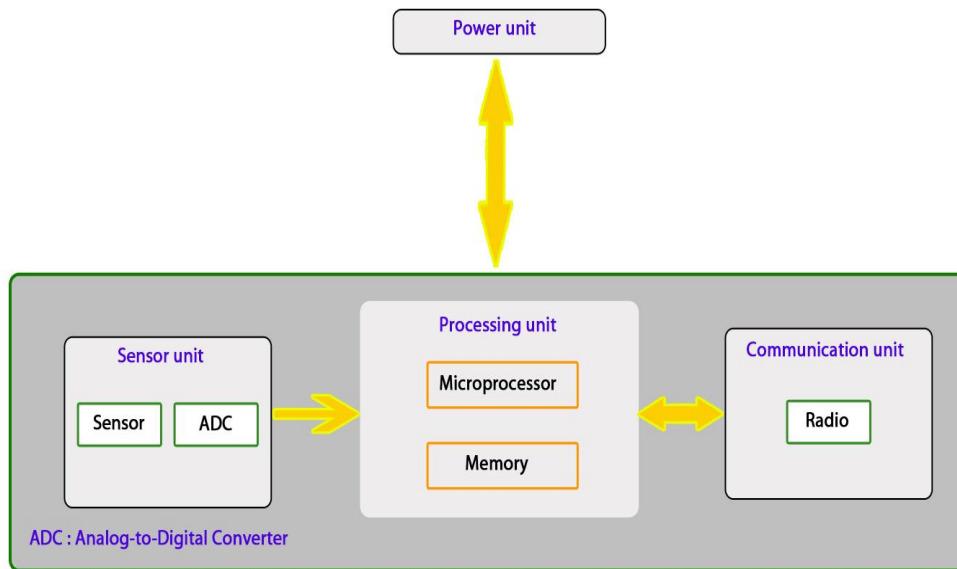 Power unit
Processing unit
Sensor unit
Communication unit
Microprocessor
Sensor
ADC
Radio
Memory
ADC : Analog-to-Digital Converter